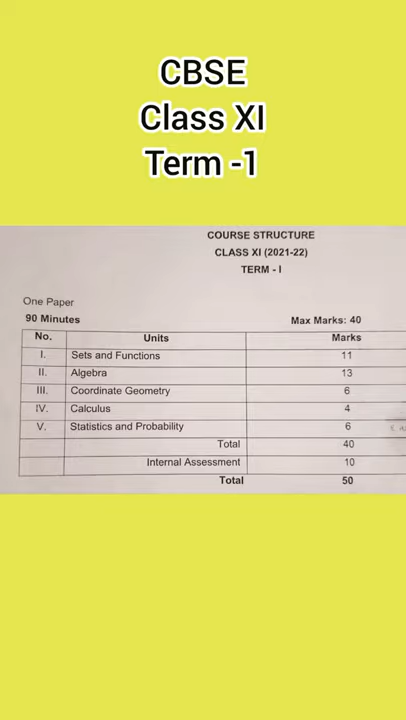 CBSE
Class XI
Term -1
COURSE STRUCTURE
CLASS XI (2021-22)
TERM - I
One Paper
90 Minutes Max Marks: 40
No. Units Marks
I. Sets and Functions 11
II. Algebra 13
III. Coordinate Geometry 6
IV. Calculus 4
V. Statistics and Probability 6
Total 40
Internal Assessment 10
Total 50